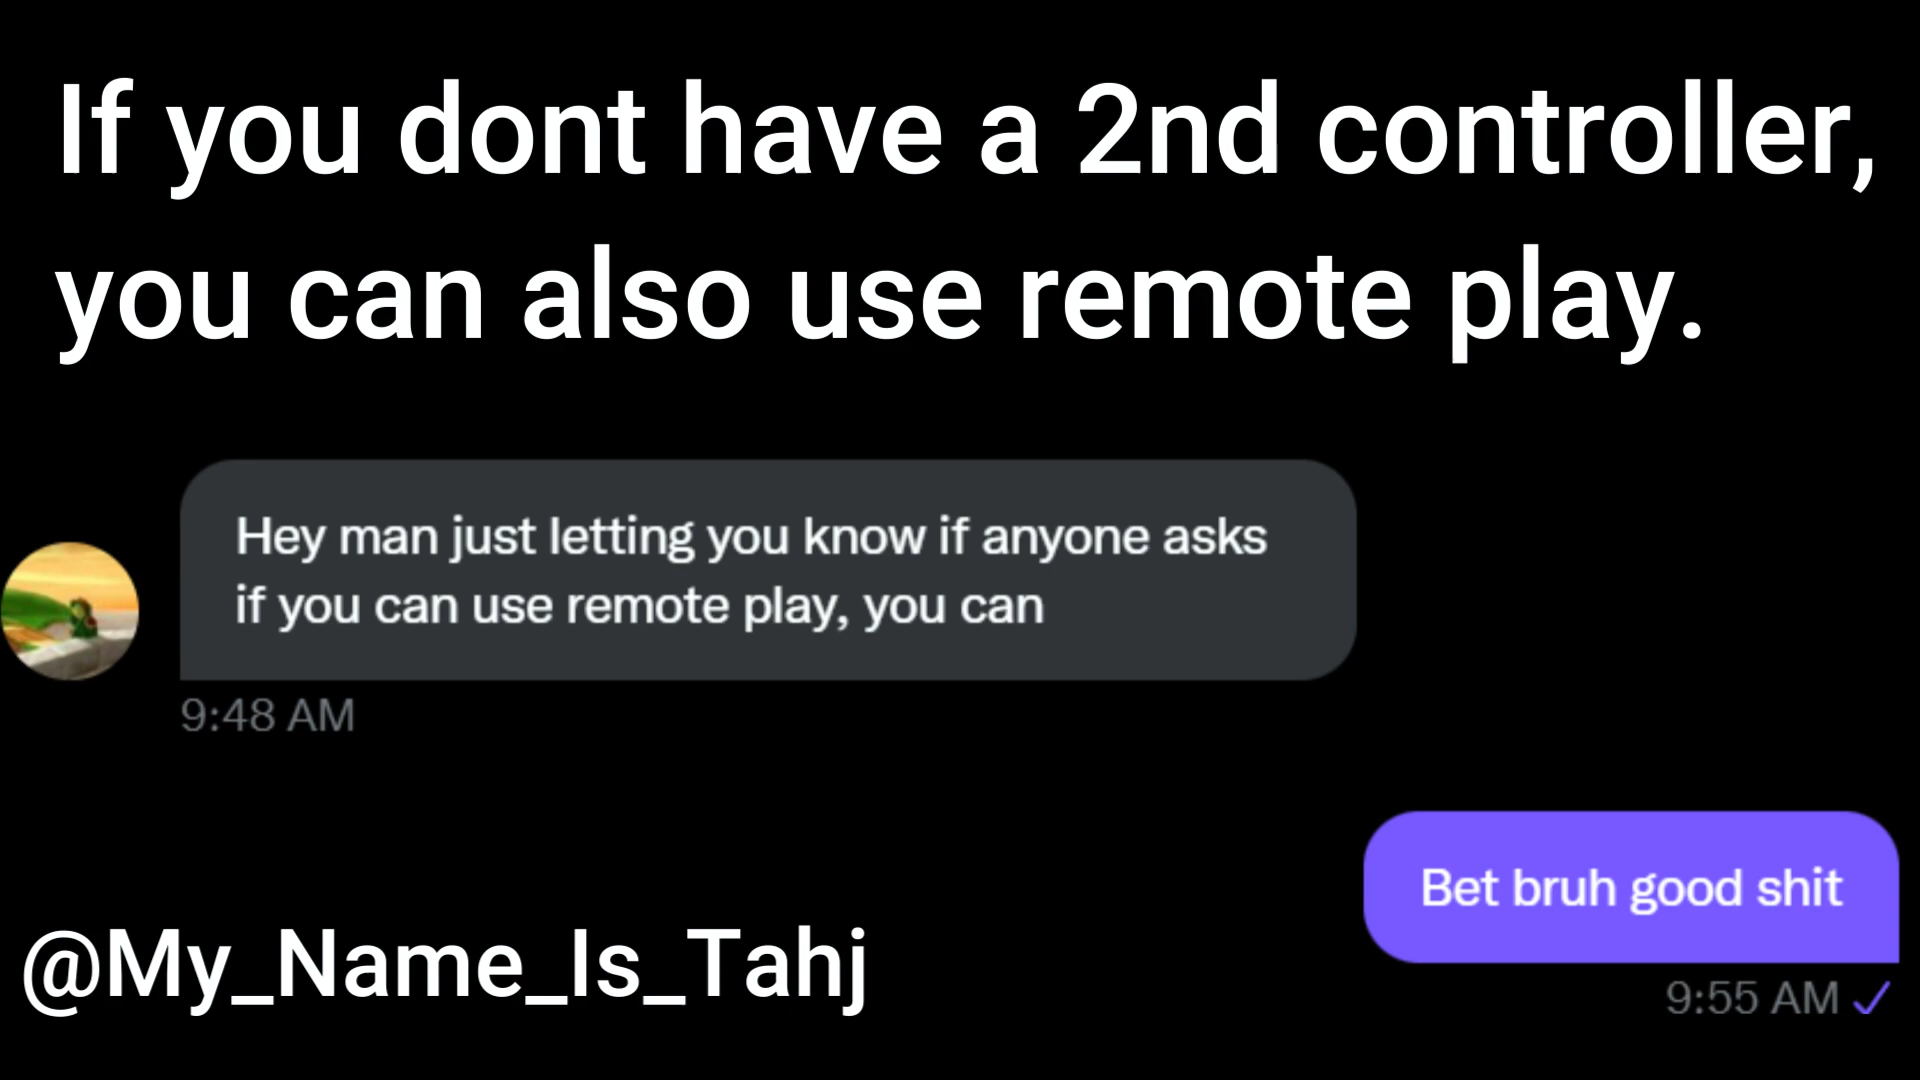 If you dont have a 2nd controller,
you can also use remote play.
Hey man just letting you know if anyone asks
if you can use remote play, you can
9:48 AM
Bet bruh good shit
@My_Name_Is_Tahj
9:55 AM